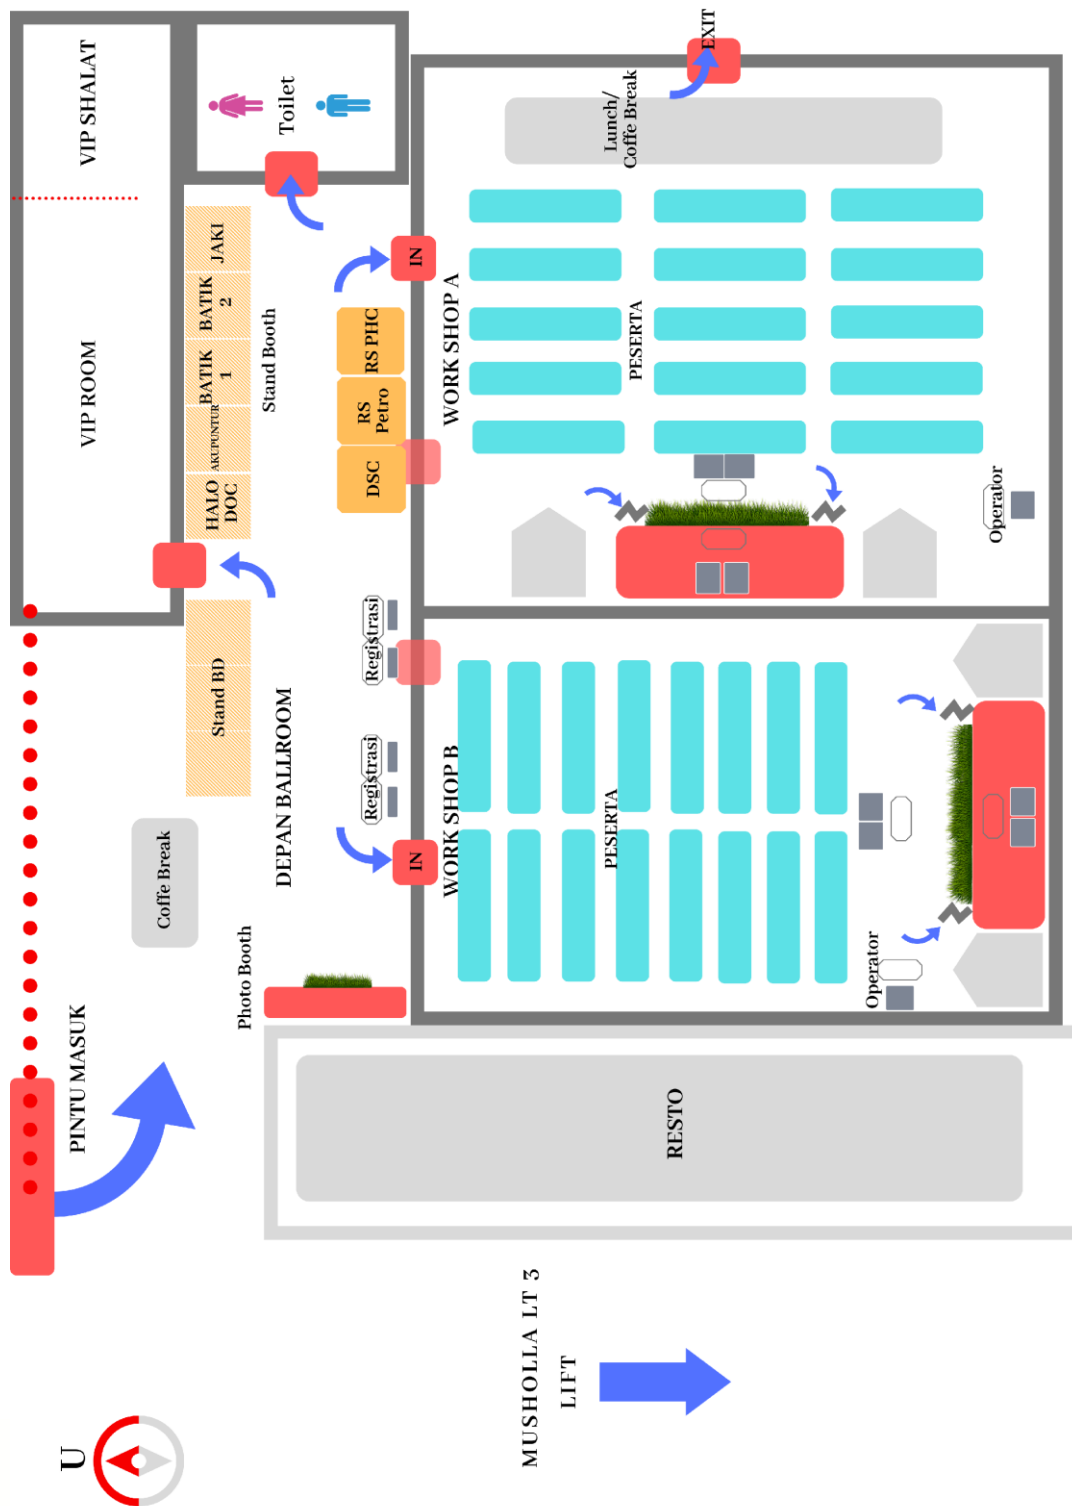 MUSHOLLA LT 3
LIFT
U
PINTU MASUK
RESTO
Photo Booth
Coffe Break
DEPAN BALLROOM
Stand BD
HALO
DOC
AKUPUNTUR
BATIK
1
BATIK
2
JAKI
Stand Booth
VIP ROOM
VIP SHALAT
Toilet
Registrasi
Registrasi
Registrasi
Registrasi
DSC
RS
Petro
RS PHC
IN
IN
WORK SHOP B
PESERTA
Operator
WORK SHOP A
PESERTA
Operator
Lunch/
Coffe Break
EXIT